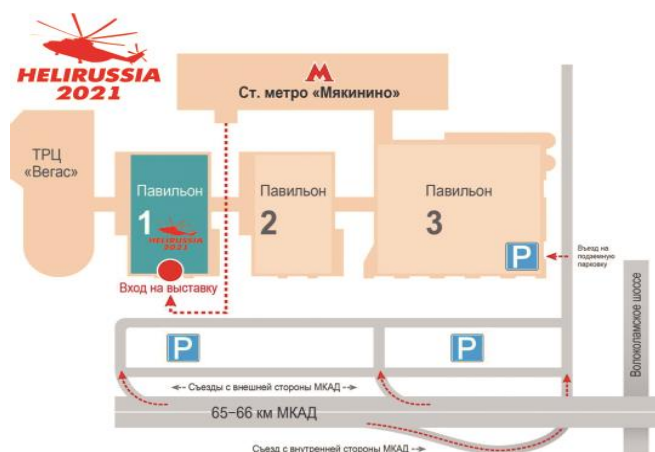 HELIRUSSIA
2021
М
Ст. метро «Мякинино»
ТРЦ
«Вегас»
Павильон
1
HELIRUSSIA
2021
Павильон
2
Павильон
3
P
Въезд на
подземную
парковку
Вход на выставку
P
P
Волоколамское шоссе
Съезды с внешней стороны МКАД
65–66 км МКАД
Съезд с внутренней стороны МКАД